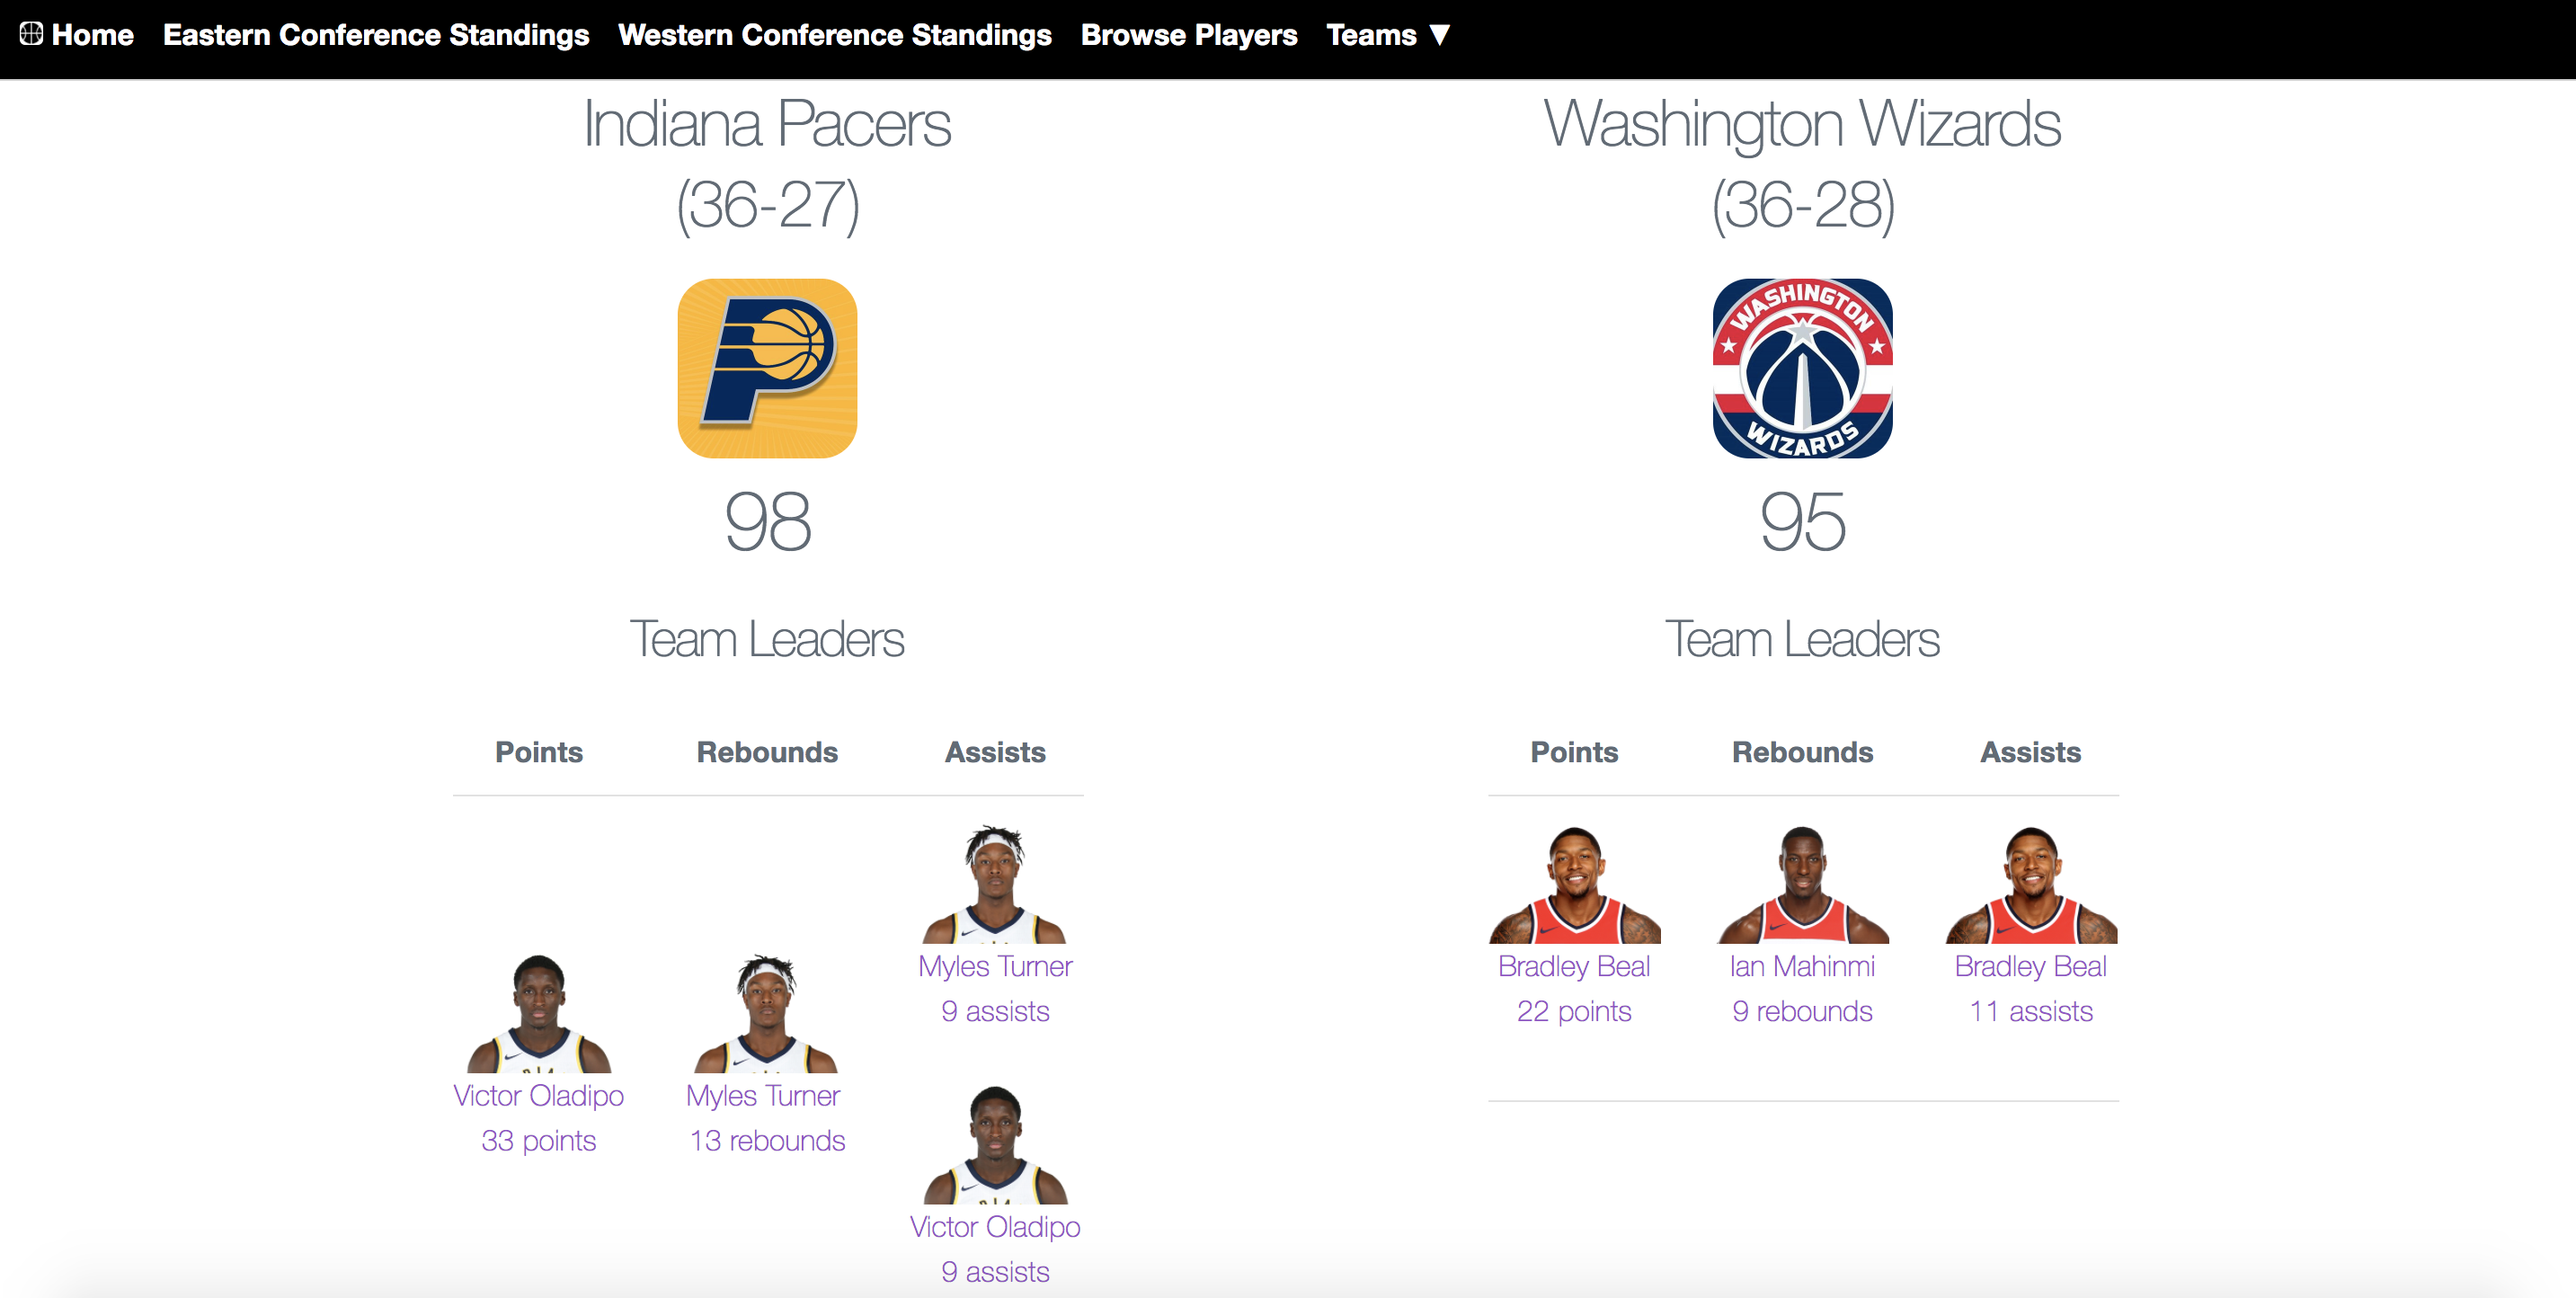 Home Eastern Conference Standings Western Conference Standings Browse Players Teams ▼
Indiana Pacers
(36-27)
98
Team Leaders
Points Rebounds Assists
Myles Turner
9 assists
Victor Oladipo
33 points
Myles Turner
13 rebounds
Victor Oladipo
9 assists
Washington Wizards
(36-28)
WASHINGTON
WIZARDS
95
Team Leaders
Points Rebounds Assists
Bradley Beal
22 points
Ian Mahinmi
9 rebounds
Bradley Beal
11 assists